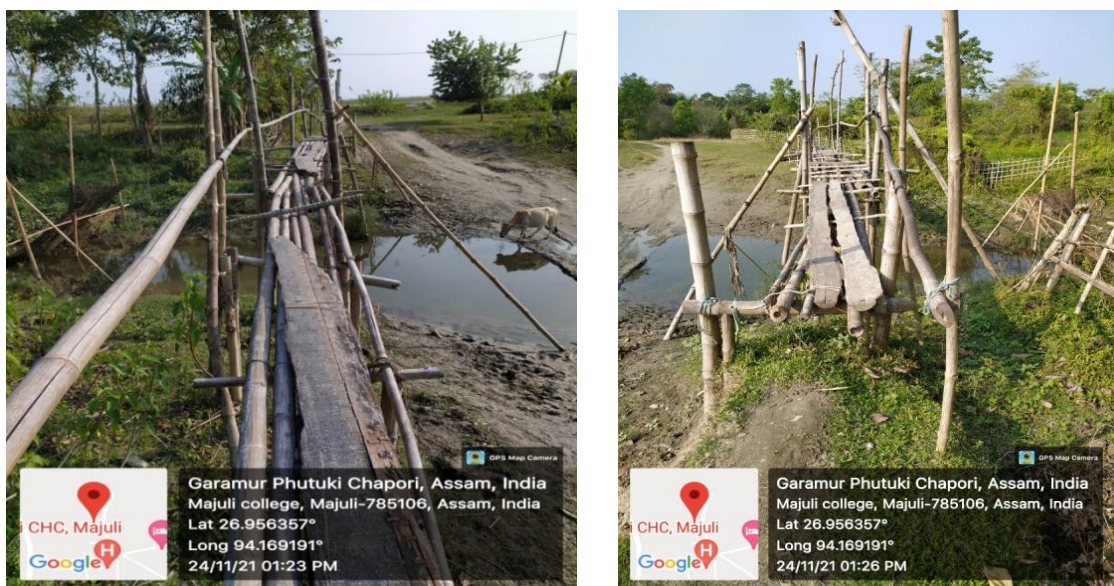 GPS Map Camera
Garamur Phutuki Chapori, Assam, India
Majuli college, Majuli-785106, Assam, India
Lat 26.956357°
Long 94.169191°
24/11/21 01:23 PM
i CHC, Majuli
H
Google
GPS Map Camera
Garamur Phutuki Chapori, Assam, India
Majuli college, Majuli-785106, Assam, India
Lat 26.956357°
Long 94.169191°
24/11/21 01:26 PM
i CHC, Majuli
H
Google